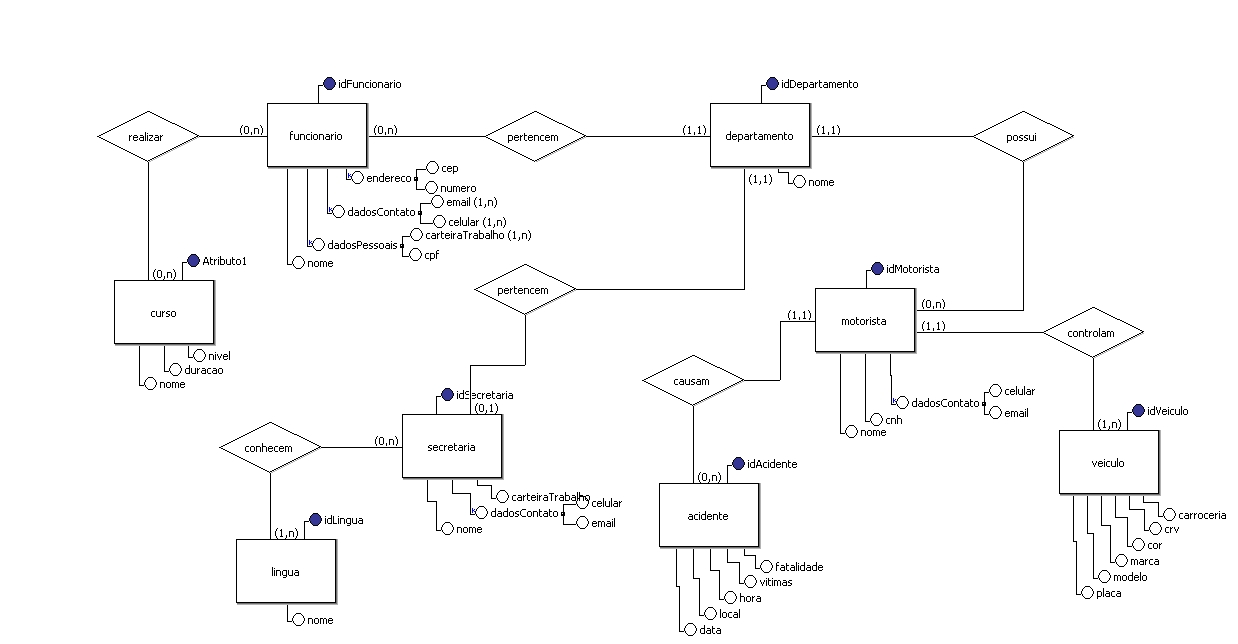 idFuncionario
idDepartamento
realizar
(0,n)
funcionario
(0,n)
pertencem
(1,1)
departamento
(1,1)
possui
(1,1)
nome
endereco
cep
numero
dadosContato
email (1,n)
celular (1,n)
dadosPessoais
carteiraTrabalho (1,n)
cpf
nome
Atributo1
(0,n)
curso
nivel
duracao
nome
pertencem
idMotorista
(0,n)
motorista
(1,1)
(1,1)
controlam
causam
dadosContato
celular
email
cnh
nome
idSecretaria
(0,1)
conhecem
(0,n)
secretaria
carteiraTrabalho
dadosContato
celular
email
nome
idVeiculo
(1,n)
veiculo
carroceria
crv
cor
marca
modelo
placa
idAcidente
(0,n)
acidente
fatalidade
vitimas
hora
local
data
idLingua
(1,n)
lingua
nome